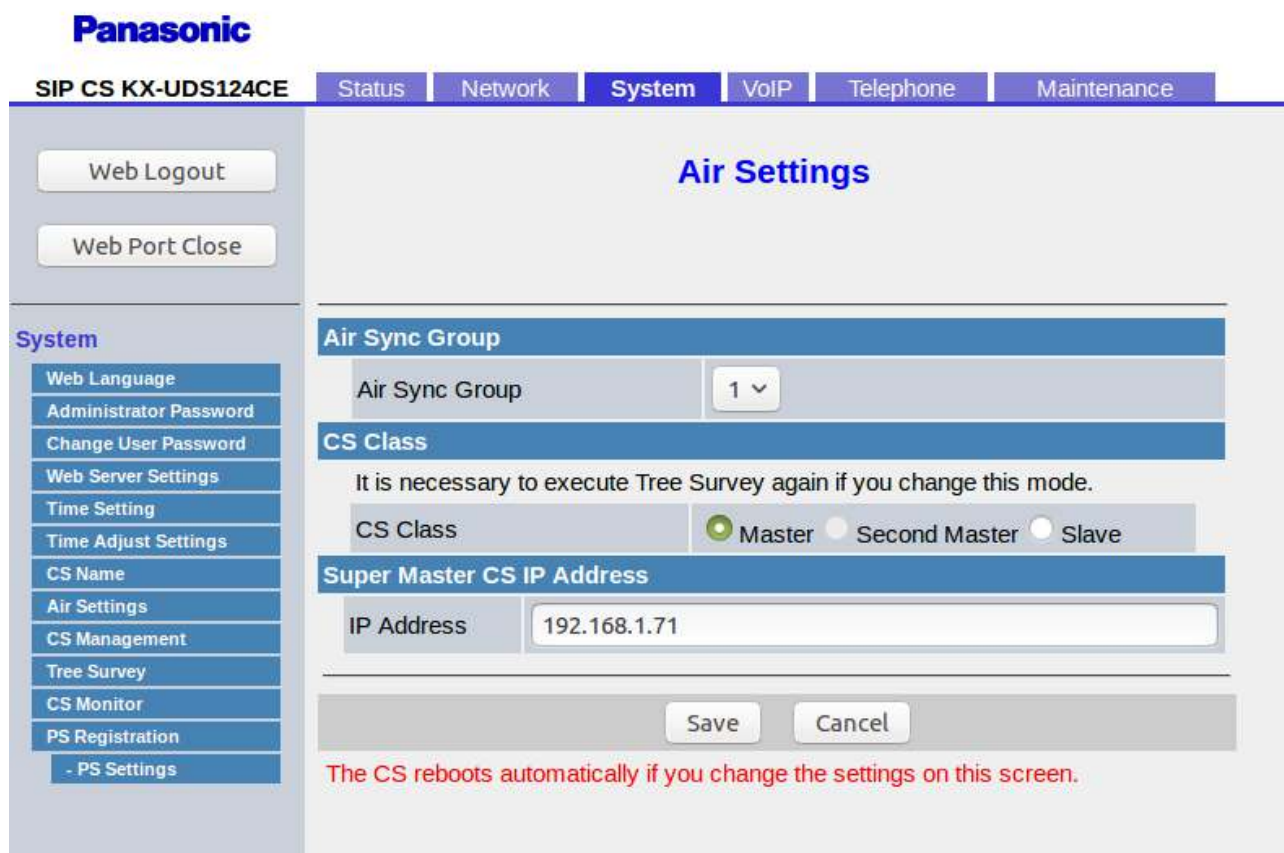 Panasonic
SIP CS KX-UDS124CE
Status Network System VoIP Telephone Maintenance
Web Logout
Web Port Close
System
Web Language
Administrator Password
Change User Password
Web Server Settings
Time Setting
Time Adjust Settings
CS Name
Air Settings
CS Management
Tree Survey
CS Monitor
PS Registration
- PS Settings
Air Settings
Air Sync Group
Air Sync Group 1
CS Class
It is necessary to execute Tree Survey again if you change this mode.
CS Class Master Second Master Slave
Super Master CS IP Address
IP Address 192.168.1.71
Save Cancel
The CS reboots automatically if you change the settings on this screen.